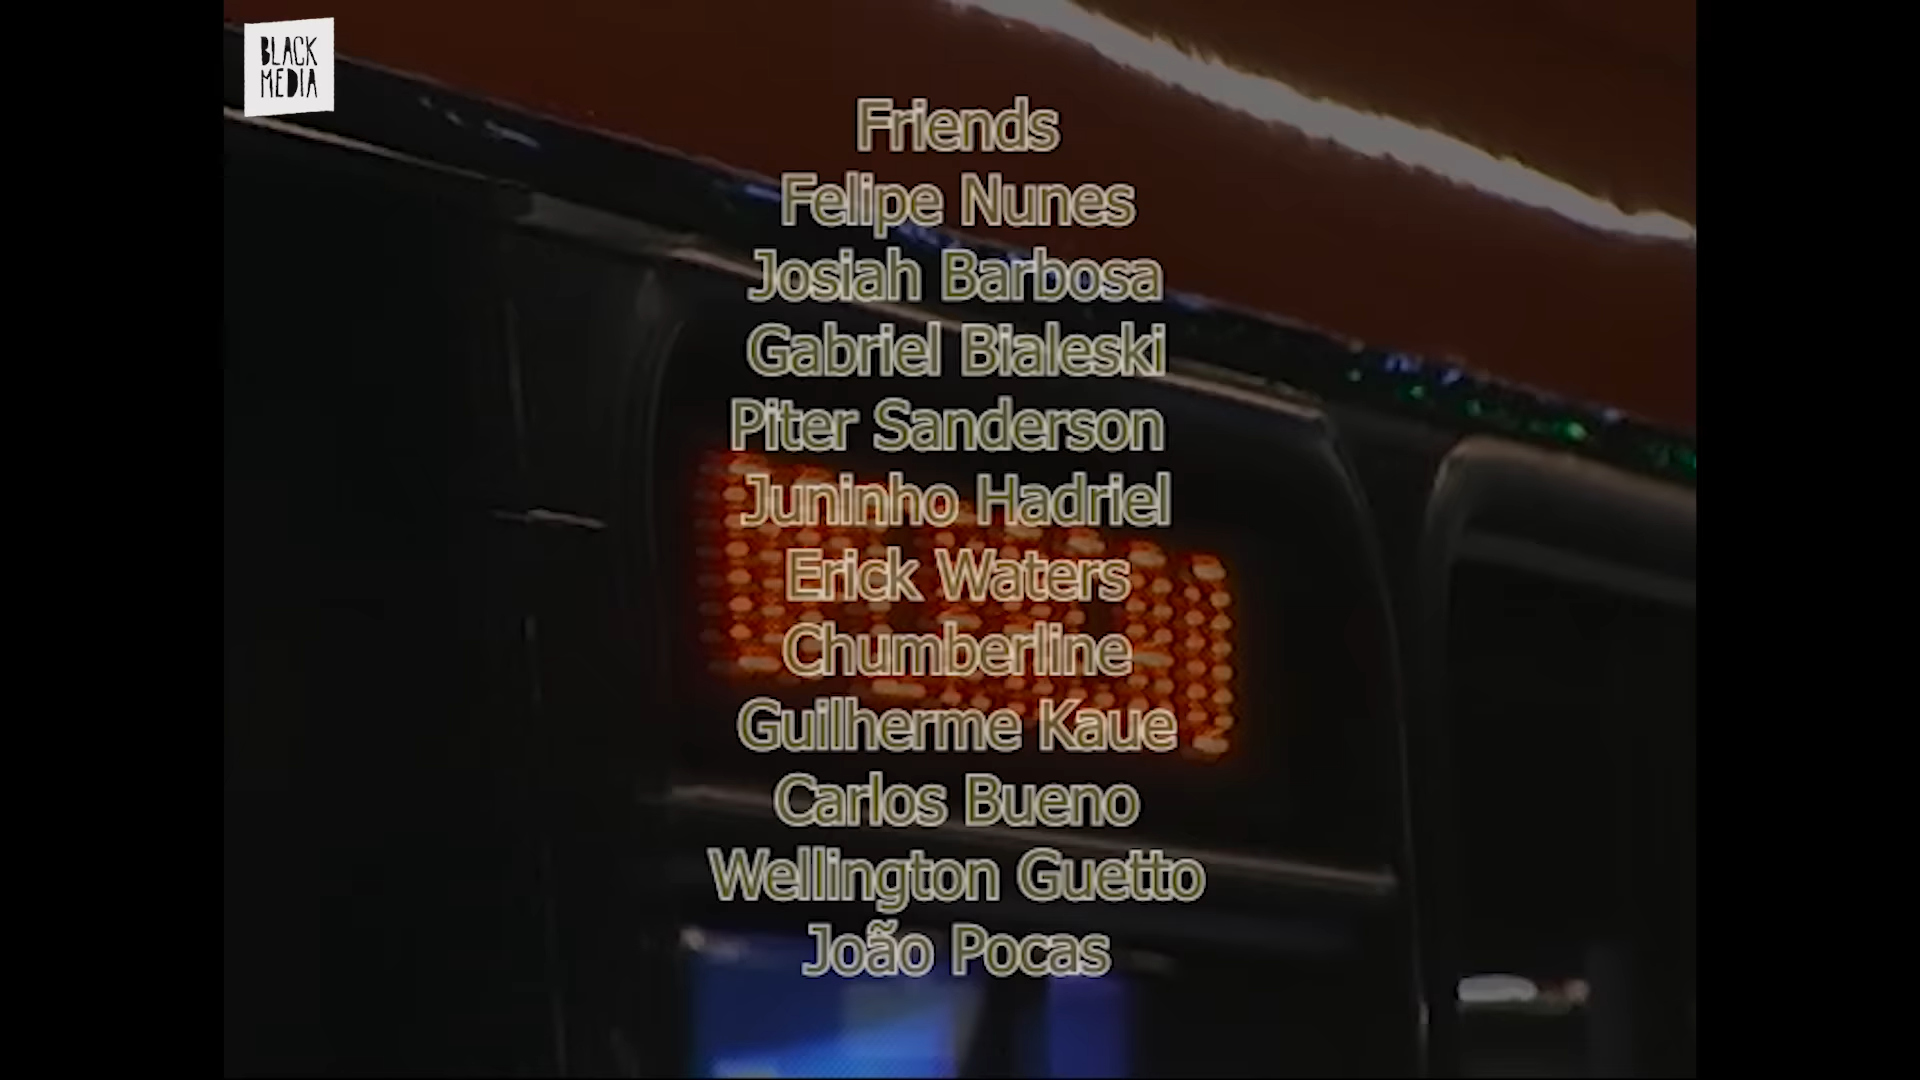 BLACK
MEDIA
Friends
Felipe Nunes
Josiah Barbosa
Gabriel Bialeski
Piter Sanderson
Juninho Hadriel
Erick Waters
Chumberline
Guilherme Kaue
Carlos Bueno
Wellington Guetto
João Pocas